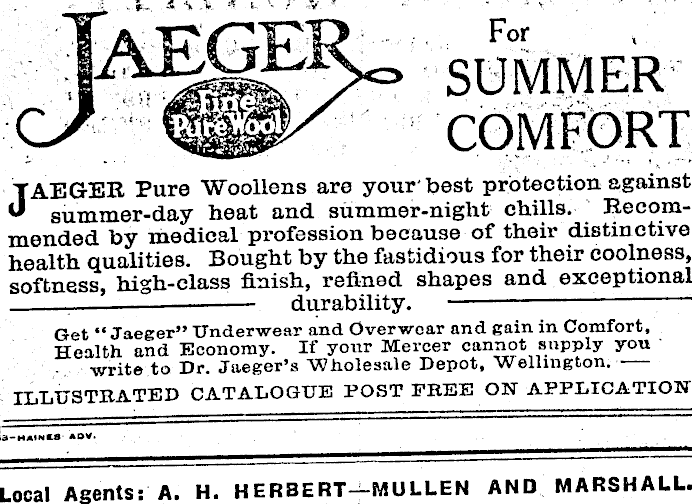 JAEGER
Fine
Pure Wool
For
SUMMER
COMFORT
JAEGER Pure Woollens are your best protection against
summer-day heat and summer-night chills. Recom-
mended by medical profession because of their distinctive
health qualities. Bought by the fastidious for their coolness,
softness, high-class finish, refined shapes and exceptional
durability.
Get "Jaeger" Underwear and Overwear and gain in Comfort,
Health and Economy. If your Mercer cannot supply you
write to Dr. Jaeger's Wholesale Depot, Wellington. —
ILLUSTRATED CATALOGUE POST FREE ON APPLICATION
3—HAINES ADV.
Local Agents: A. H. HERBERT—MULLEN AND MARSHALL.